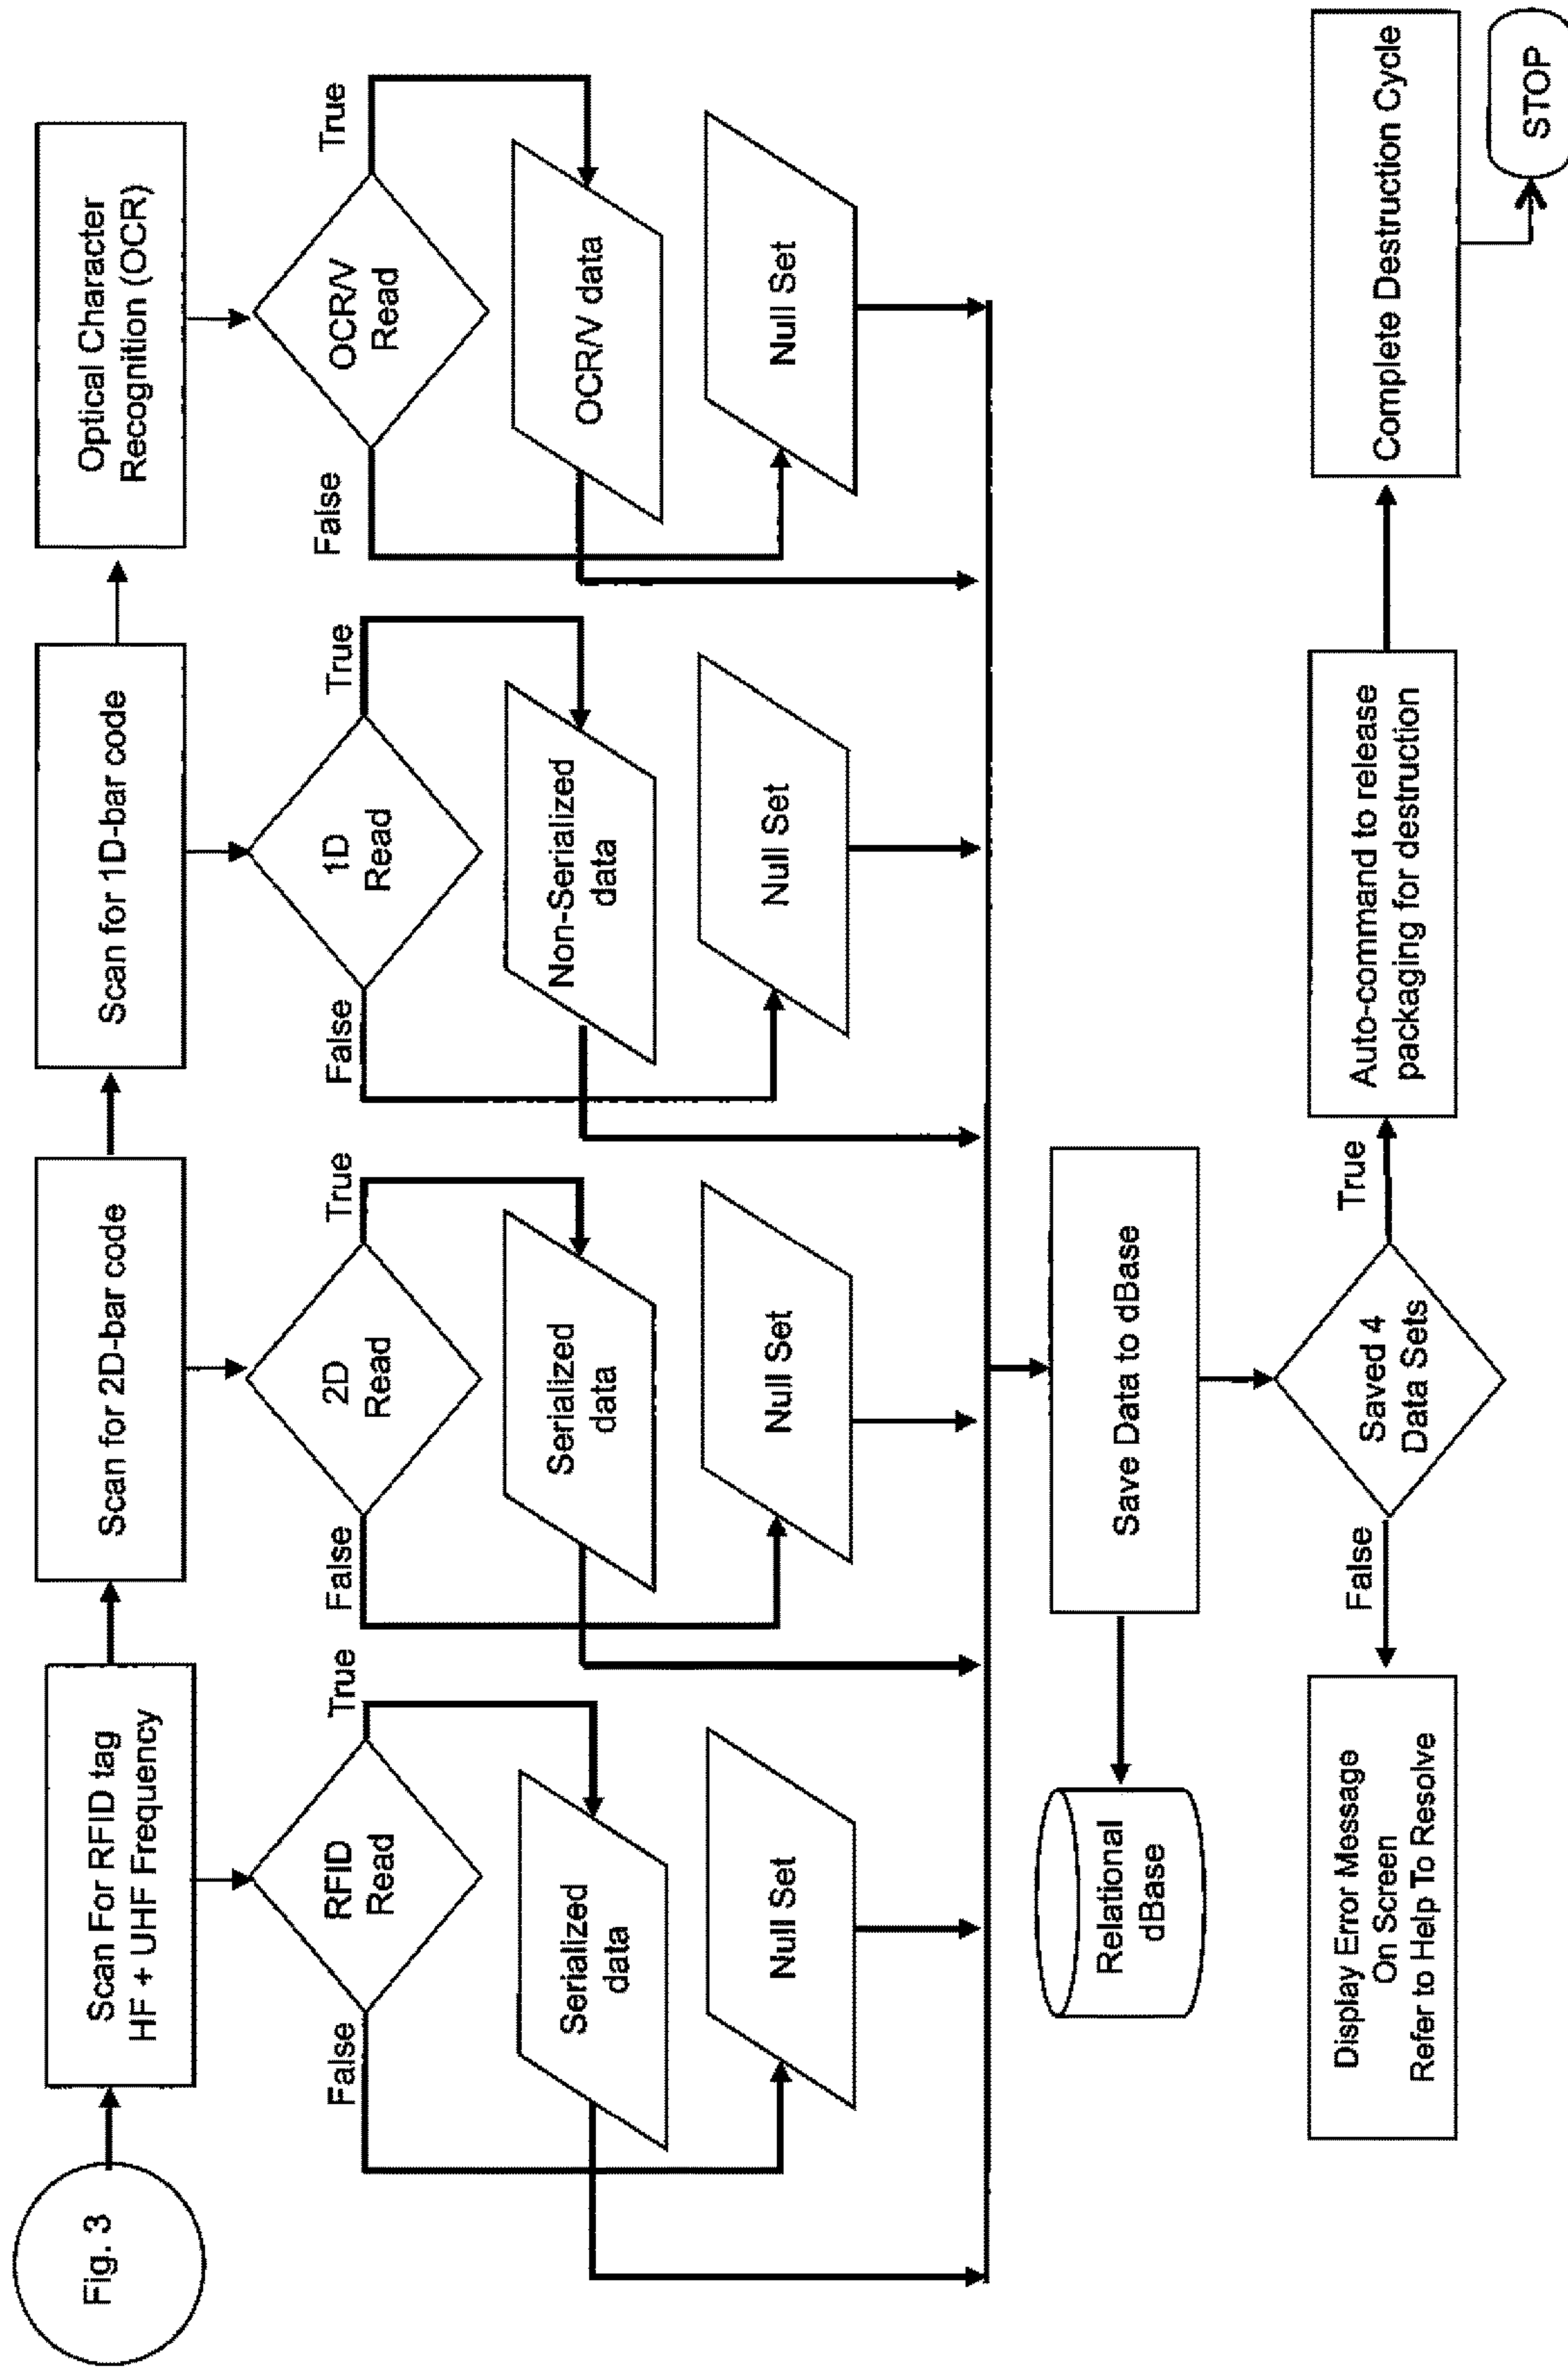 Fig. 3
Scan For RFID tag
HF + UHF Frequency
Scan for 2D-bar code
Scan for 1D-bar code
Optical Character
Recognition (OCR)
False
RFID
Read
True
False
2D
Read
True
False
1D
Read
True
False
OCR/V
Read
True
Serialized
data
Serialized
data
Non-Serialized
data
OCR/V data
Null Set
Null Set
Null Set
Null Set
Relational
dBase
Save Data to dBase
Display Error Message
On Screen
Refer to Help To Resolve
False
Saved 4
Data Sets
True
Auto-command to release
packaging for destruction
Complete Destruction Cycle
STOP